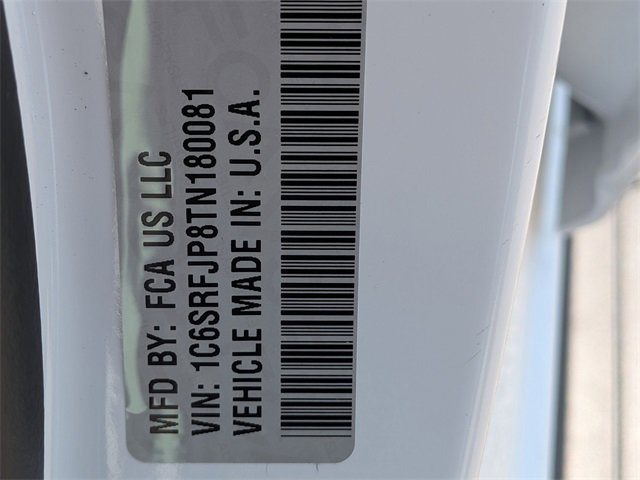 MFD BY: FCA US LLC
VIN: 1C6SRFJP8TN180081
VEHICLE MADE IN: U.S.A.